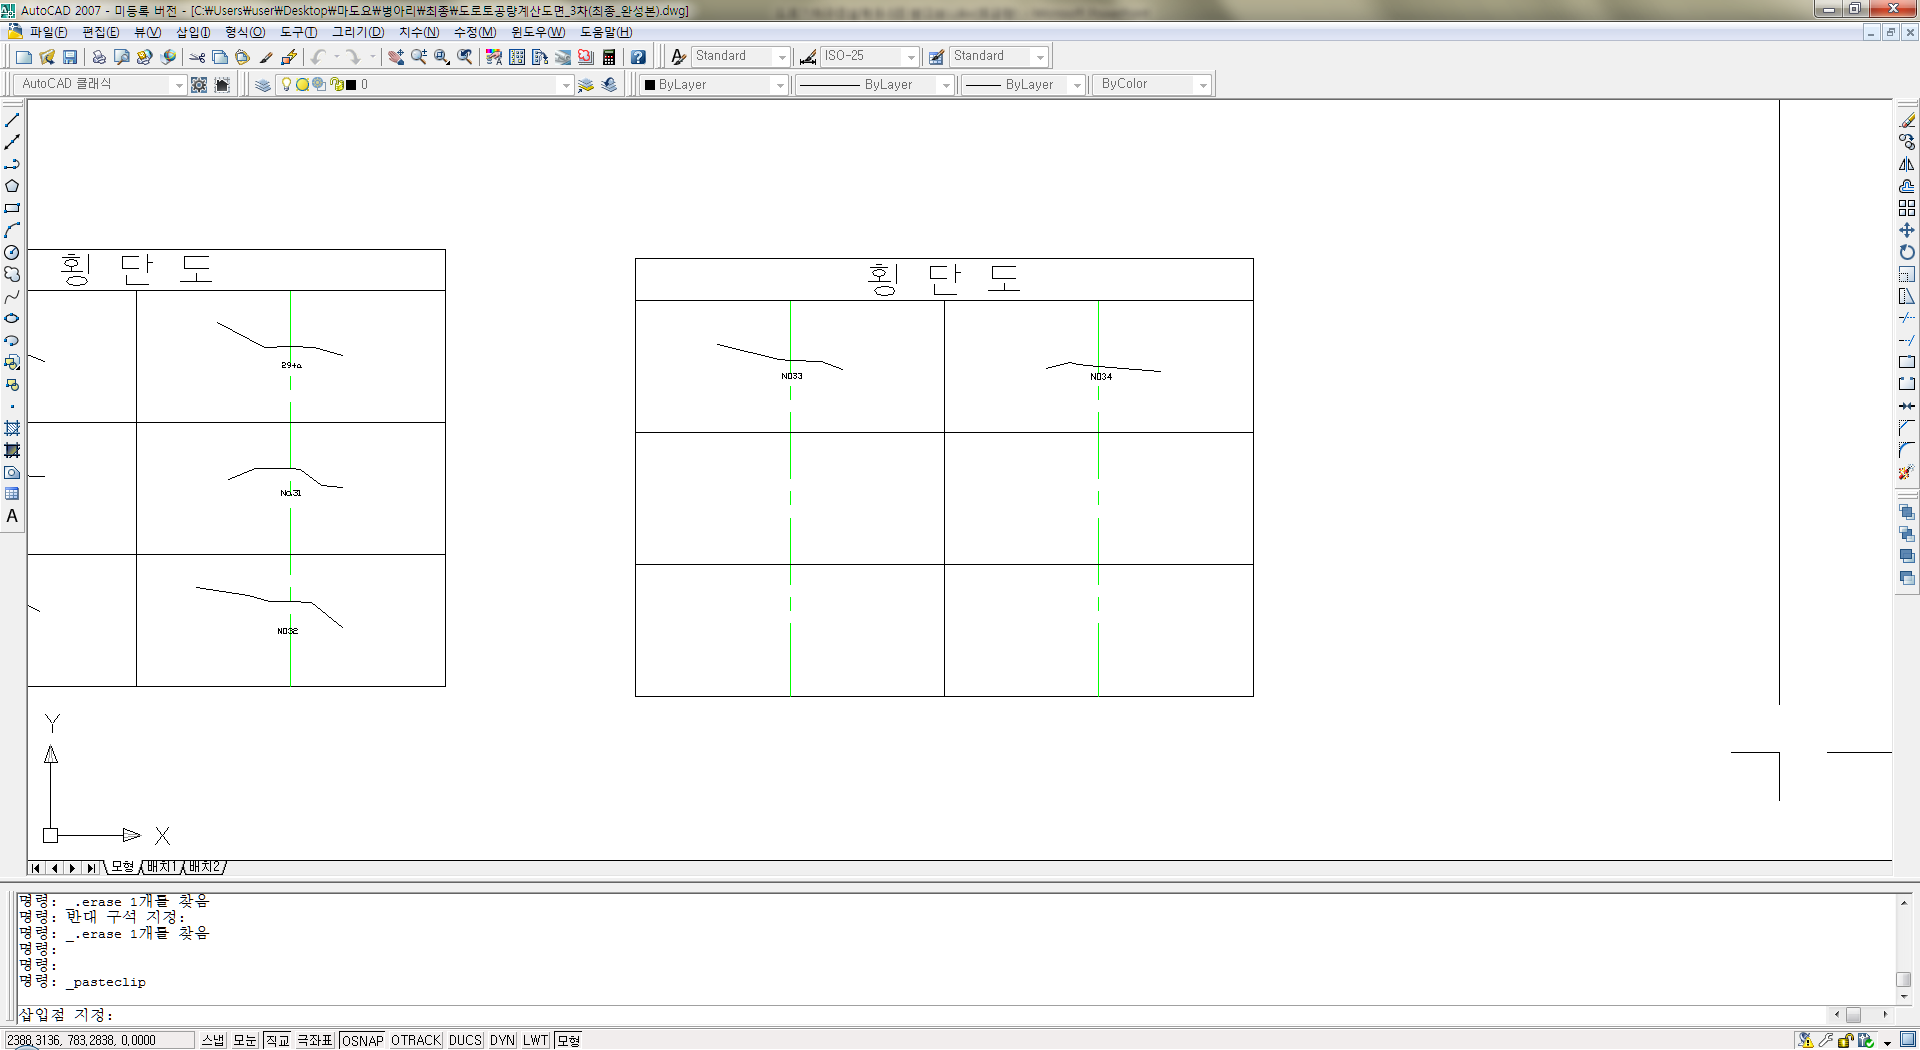 AutoCAD 2007 - 미등록 버전 - [C:₩Users₩user₩Desktop₩마도요₩병아리₩최종₩도로토공량계산도면_3차(최종_완성본).dwg]
파일(F) 편집(E) 뷰(V) 삽입(I) 형식(O) 도구(T) 그리기(D) 치수(N) 수정(M) 윈도우(W) 도움말(H)
Standard ISO-25 Standard
AutoCAD 클래식 0 ByLayer ByLayer ByLayer ByColor
횡 단 도
횡 단 도
29+a
NO33 NO34
No.31
NO32
Y
X
모형 배치1 배치2
명령: _.erase 1개를 찾음
명령: 반대 구석 지정:
명령: _.erase 1개를 찾음
명령:
명령:
명령: _pasteclip
삽입점 지정:
2388,3136, 783,2838, 0,0000 스냅 모눈 직교 극좌표 OSNAP OTRACK DUCS DYN LWT 모형